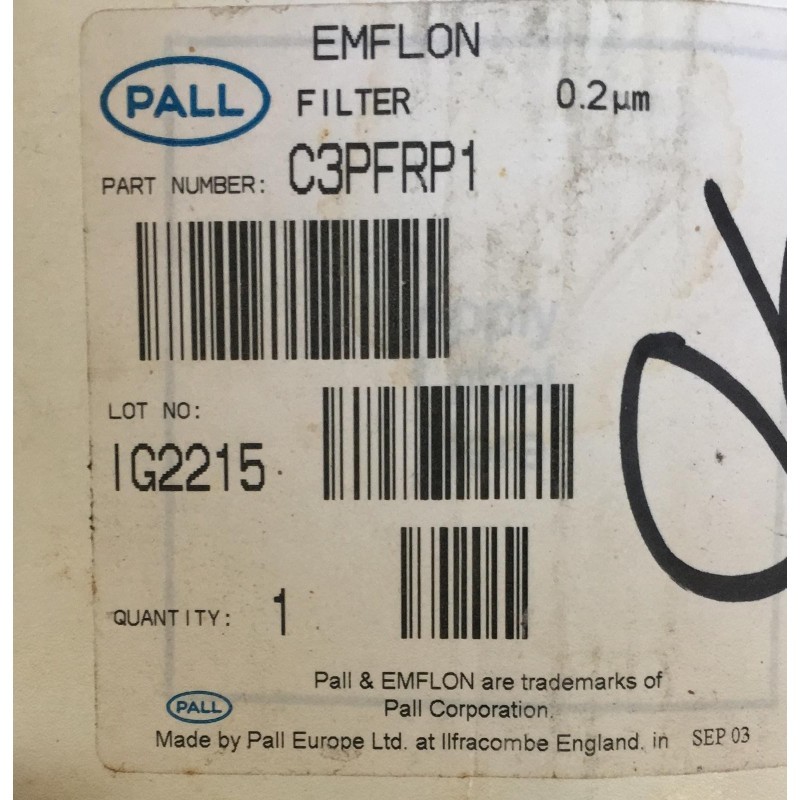 EMFLON
PALL FILTER 0.2µm
PART NUMBER: C3PFRP1
LOT NO:
IG2215
QUANTITY: 1
Pall & EMFLON are trademarks of
PALL Pall Corporation.
Made by Pall Europe Ltd. at Ilfracombe England. in SEP 03